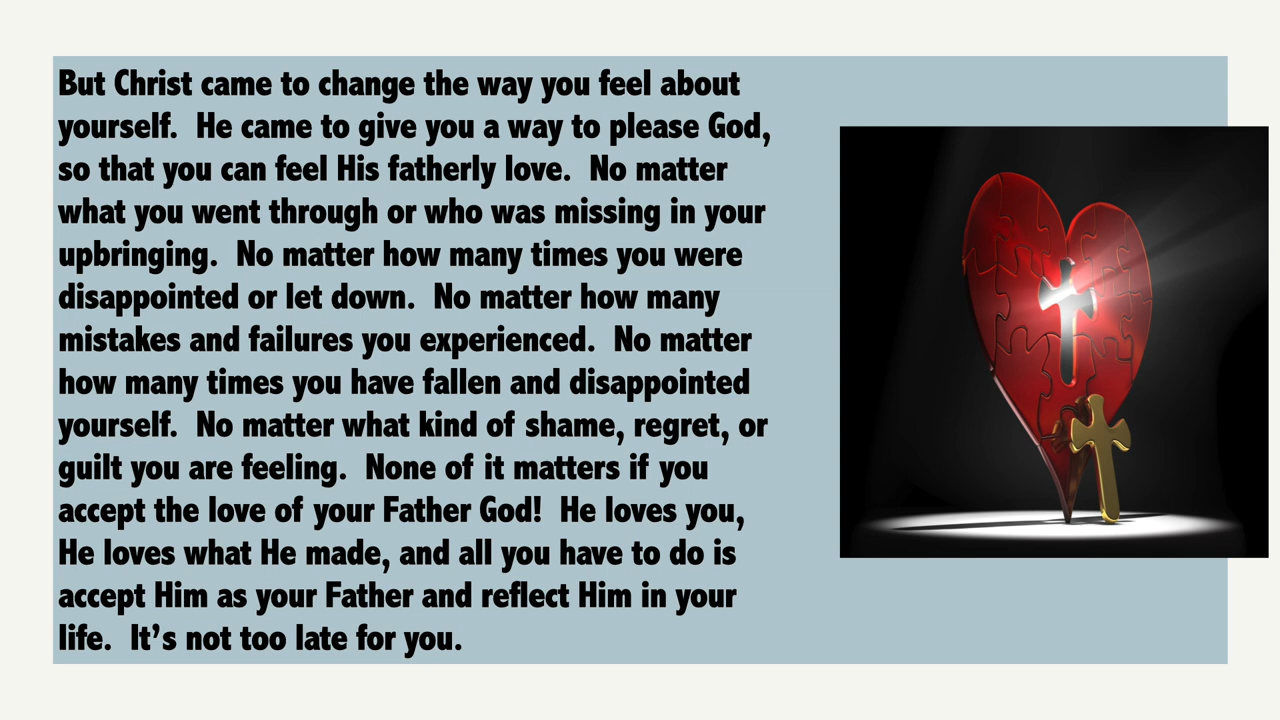 But Christ came to change the way you feel about
yourself.  He came to give you a way to please God,
so that you can feel His fatherly love.  No matter
what you went through or who was missing in your
upbringing.  No matter how many times you were
disappointed or let down.  No matter how many
mistakes and failures you experienced.  No matter
how many times you have fallen and disappointed
yourself.  No matter what kind of shame, regret, or
guilt you are feeling.  None of it matters if you
accept the love of your Father God!  He loves you,
He loves what He made, and all you have to do is
accept Him as your Father and reflect Him in your
life.  It’s not too late for you.